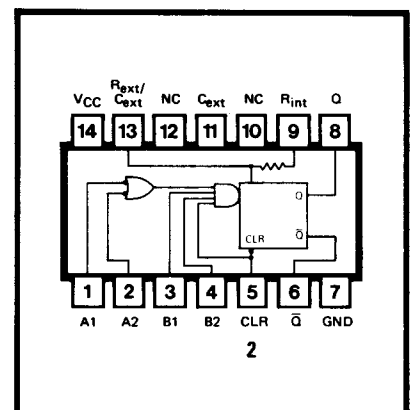 VCC Rext/ Cext NC Cext NC Rint Q
14 13 12 11 10 9 8
Q
CLR Q̅
1 2 3 4 5 6 7
A1 A2 B1 B2 CLR Q̅ GND
2